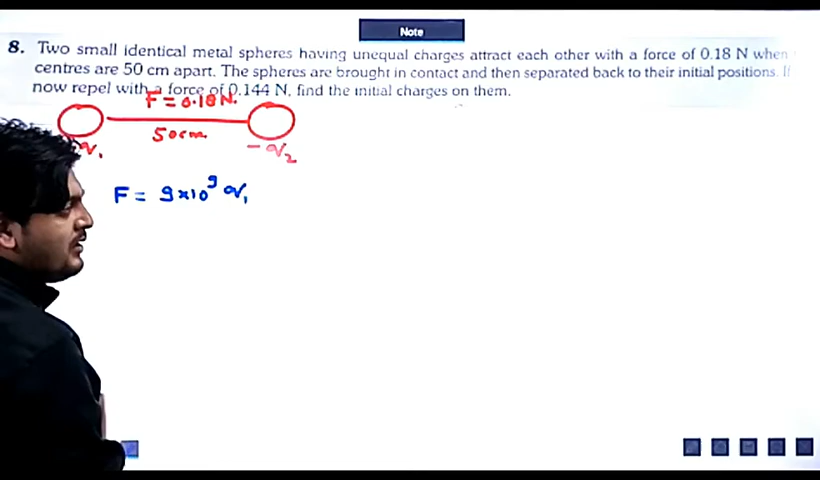 Note
8. Two small identical metal spheres having unequal charges attract each other with a force of 0.18 N when
centres are 50 cm apart. The spheres are brought in contact and then separated back to their initial positions. If
now repel with a force of 0.144 N, find the initial charges on them.
F = 0.18 N.
50cm
q₁
-q₂
F = 9×10⁹ q₁